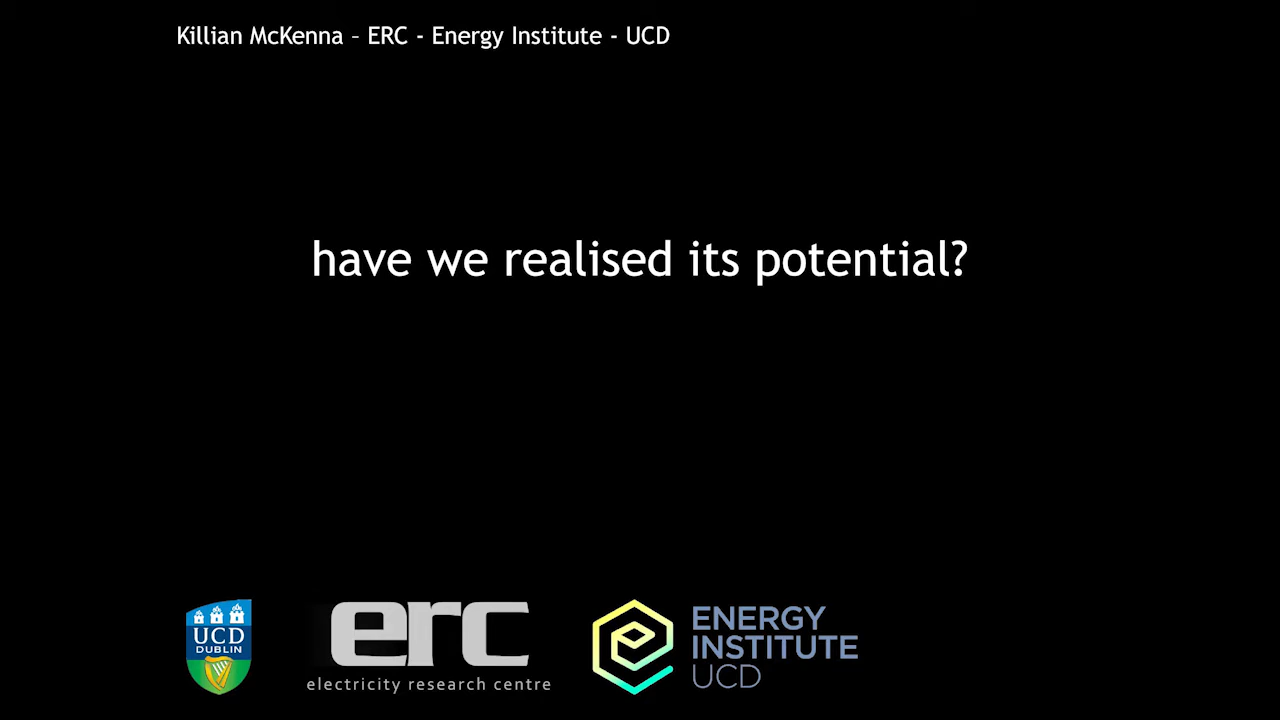 Killian McKenna – ERC - Energy Institute - UCD
have we realised its potential?
UCD
DUBLIN
erc
electricity research centre
ENERGY
INSTITUTE
UCD